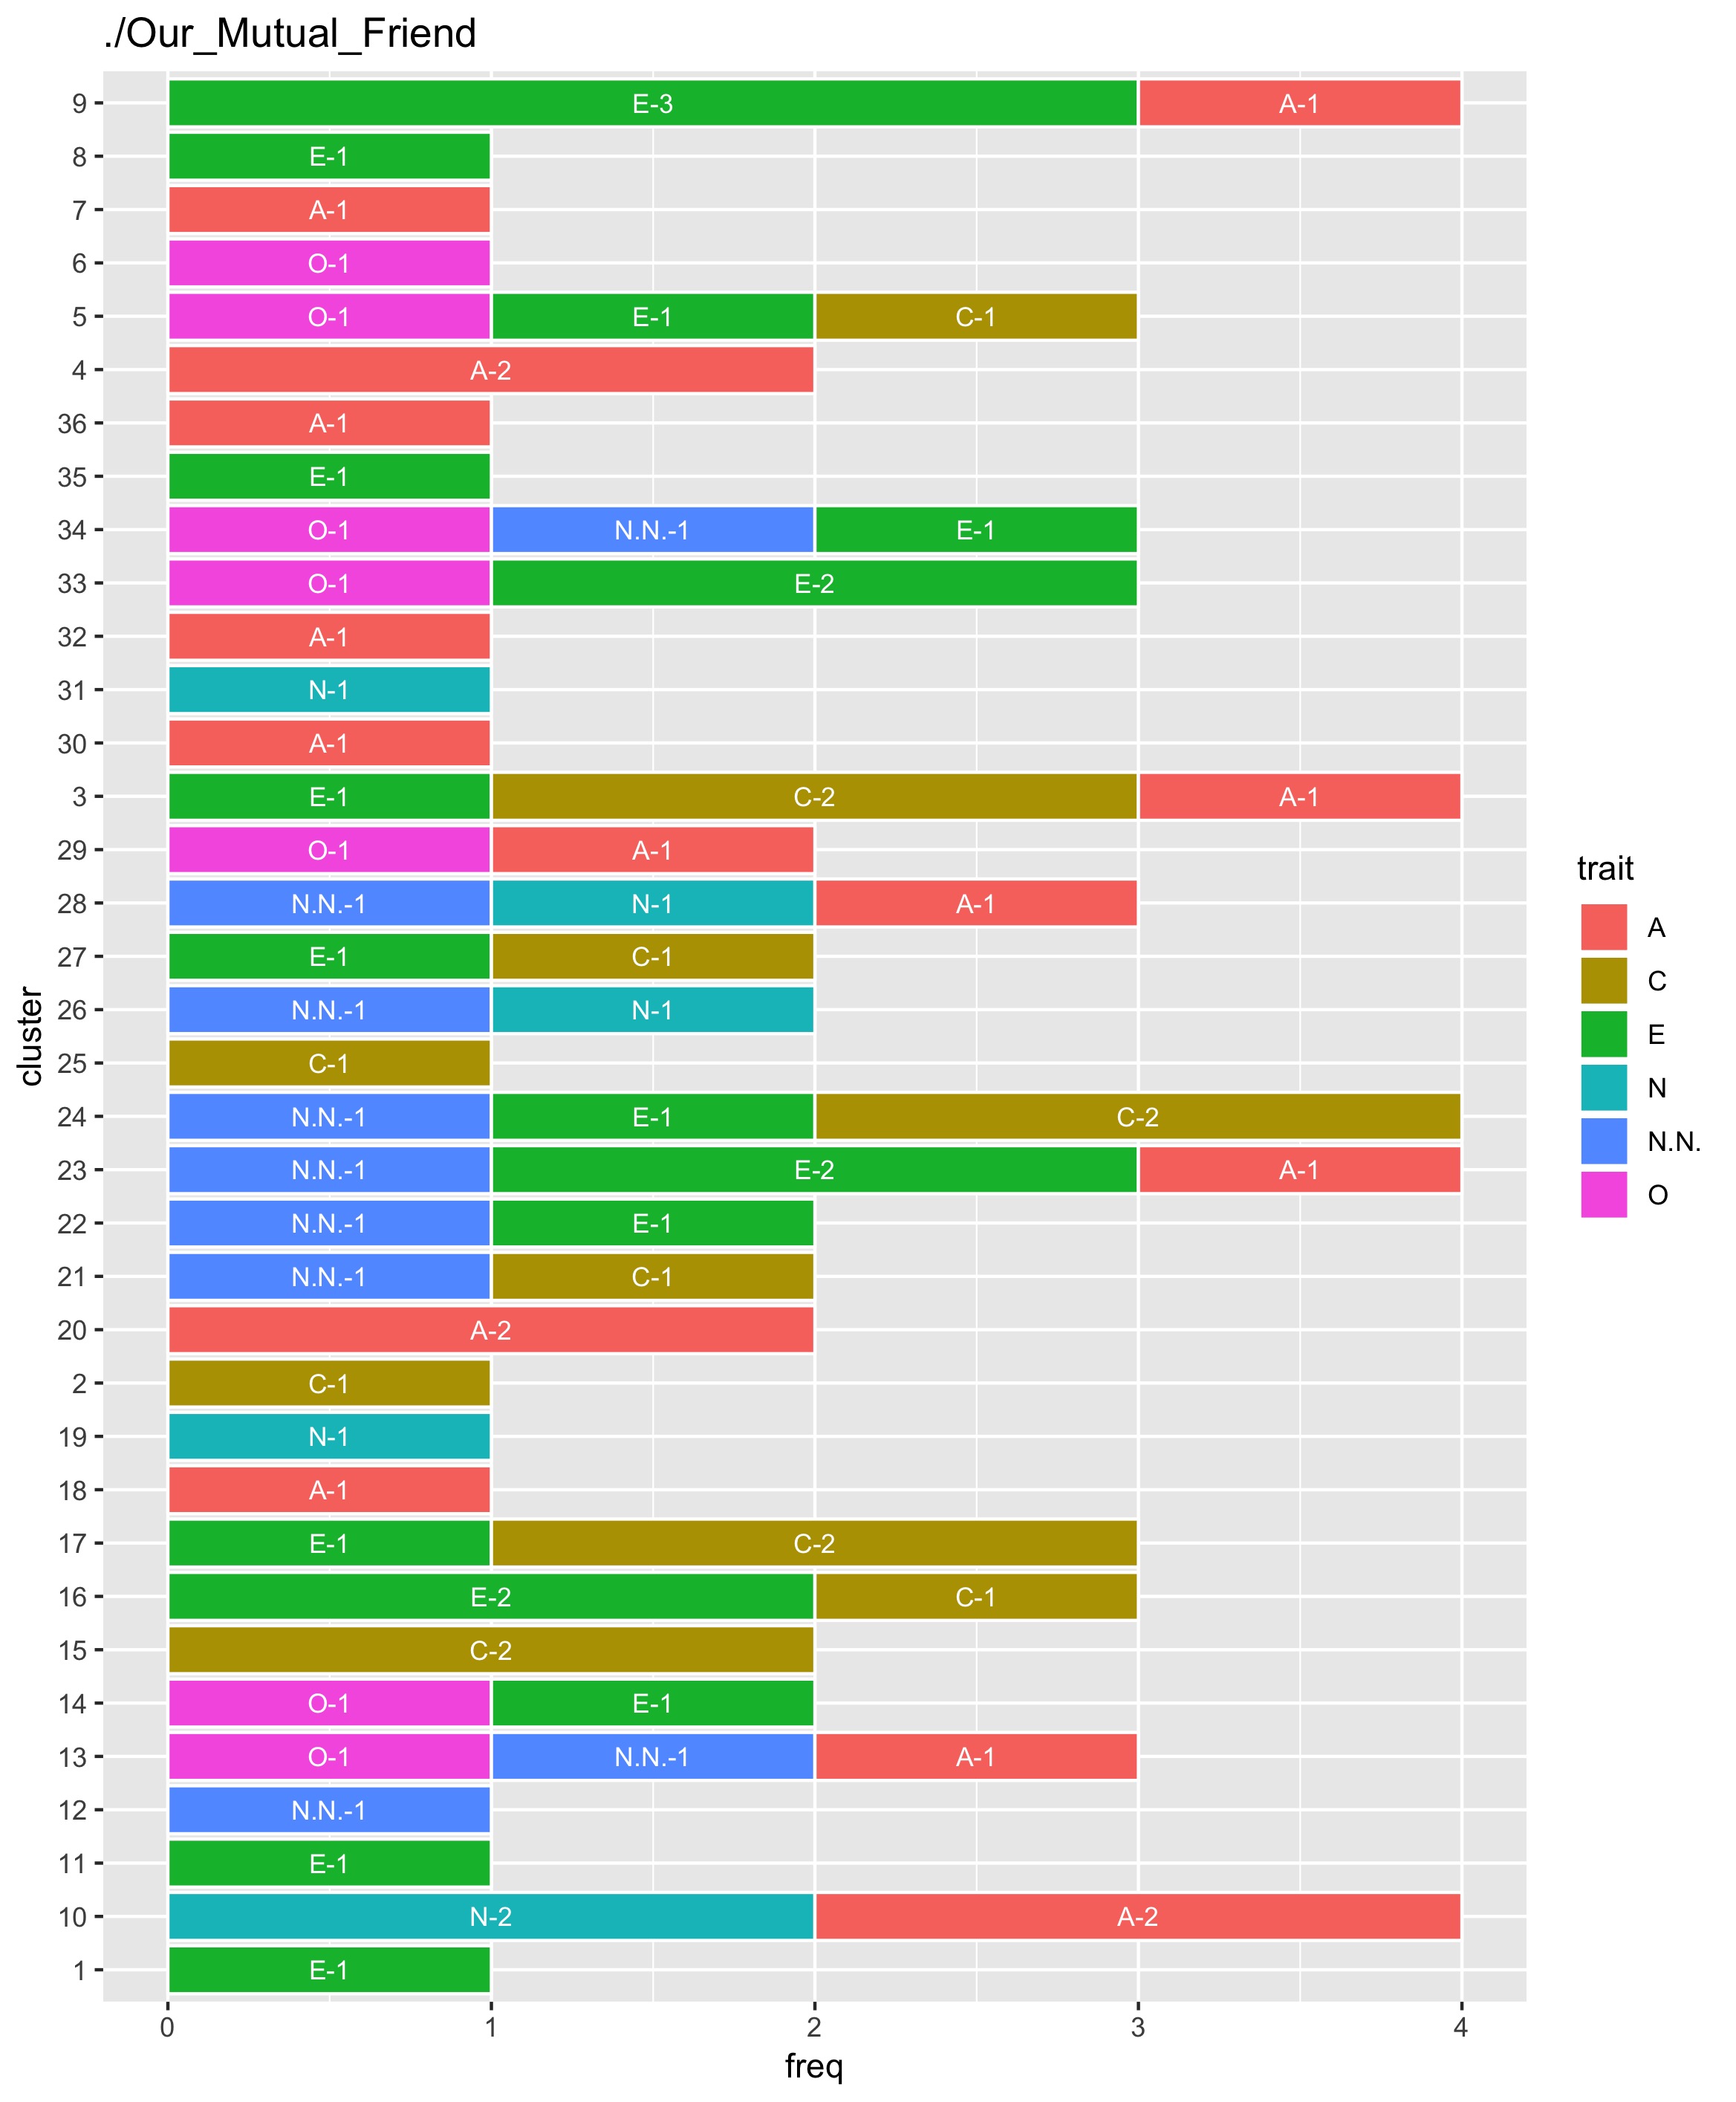 ./Our_Mutual_Friend
9 E-3 A-1
8 E-1
7 A-1
6 O-1
5 O-1 E-1 C-1
4 A-2
36 A-1
35 E-1
34 O-1 N.N.-1 E-1
33 O-1 E-2
32 A-1
31 N-1
30 A-1
3 E-1 C-2 A-1
29 O-1 A-1
28 N.N.-1 N-1 A-1
27 E-1 C-1
26 N.N.-1 N-1
25 C-1
24 N.N.-1 E-1 C-2
23 N.N.-1 E-2 A-1
22 N.N.-1 E-1
21 N.N.-1 C-1
20 A-2
2 C-1
19 N-1
18 A-1
17 E-1 C-2
16 E-2 C-1
15 C-2
14 O-1 E-1
13 O-1 N.N.-1 A-1
12 N.N.-1
11 E-1
10 N-2 A-2
1 E-1
0 1 2 3 4
freq
cluster
trait
A
C
E
N
N.N.
O